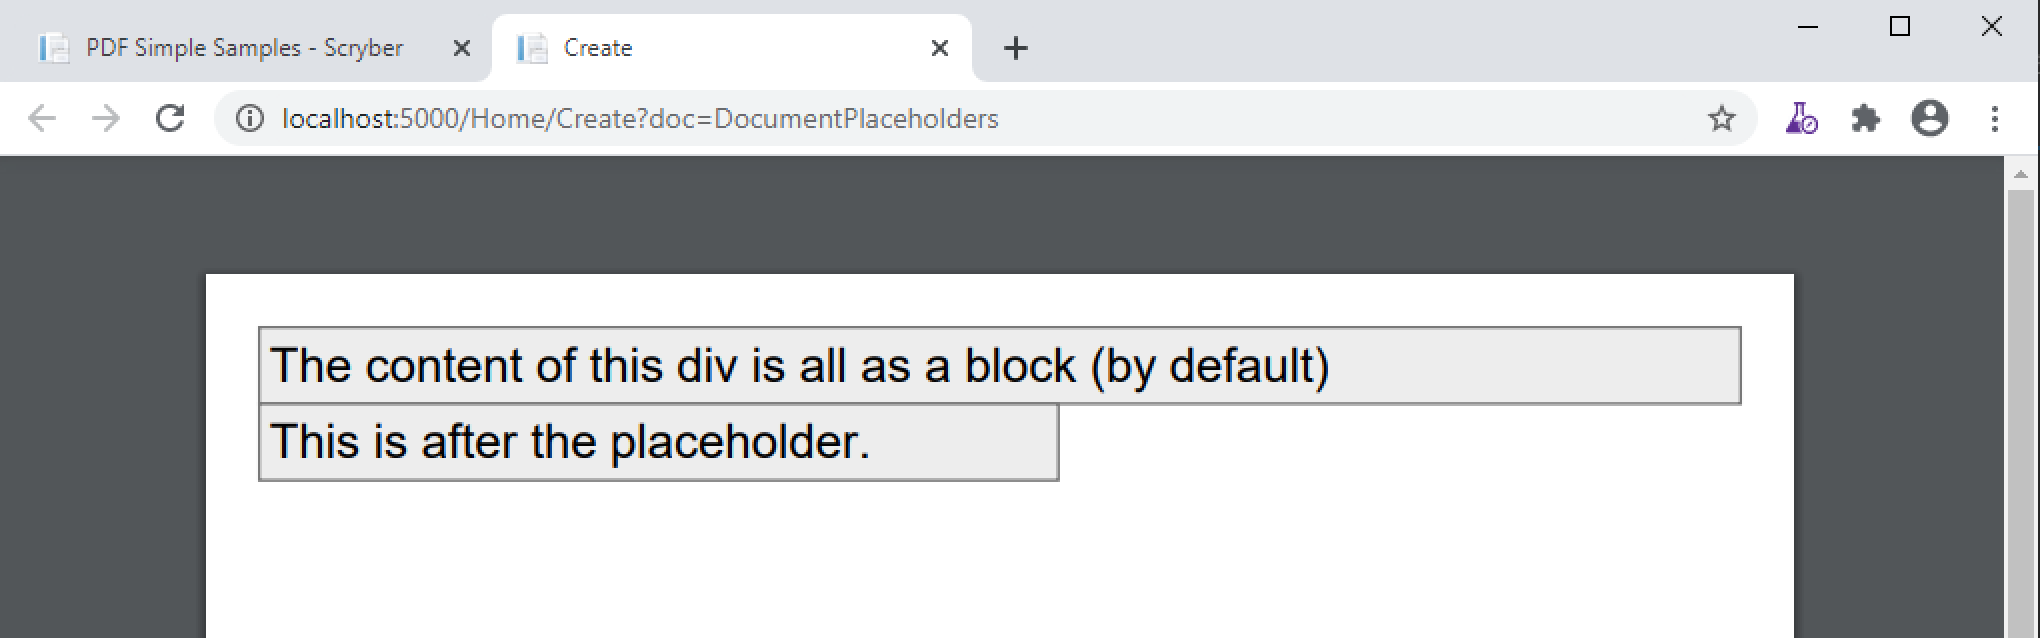 PDF Simple Samples - Scryber
Create
localhost:5000/Home/Create?doc=DocumentPlaceholders
The content of this div is all as a block (by default)
This is after the placeholder.